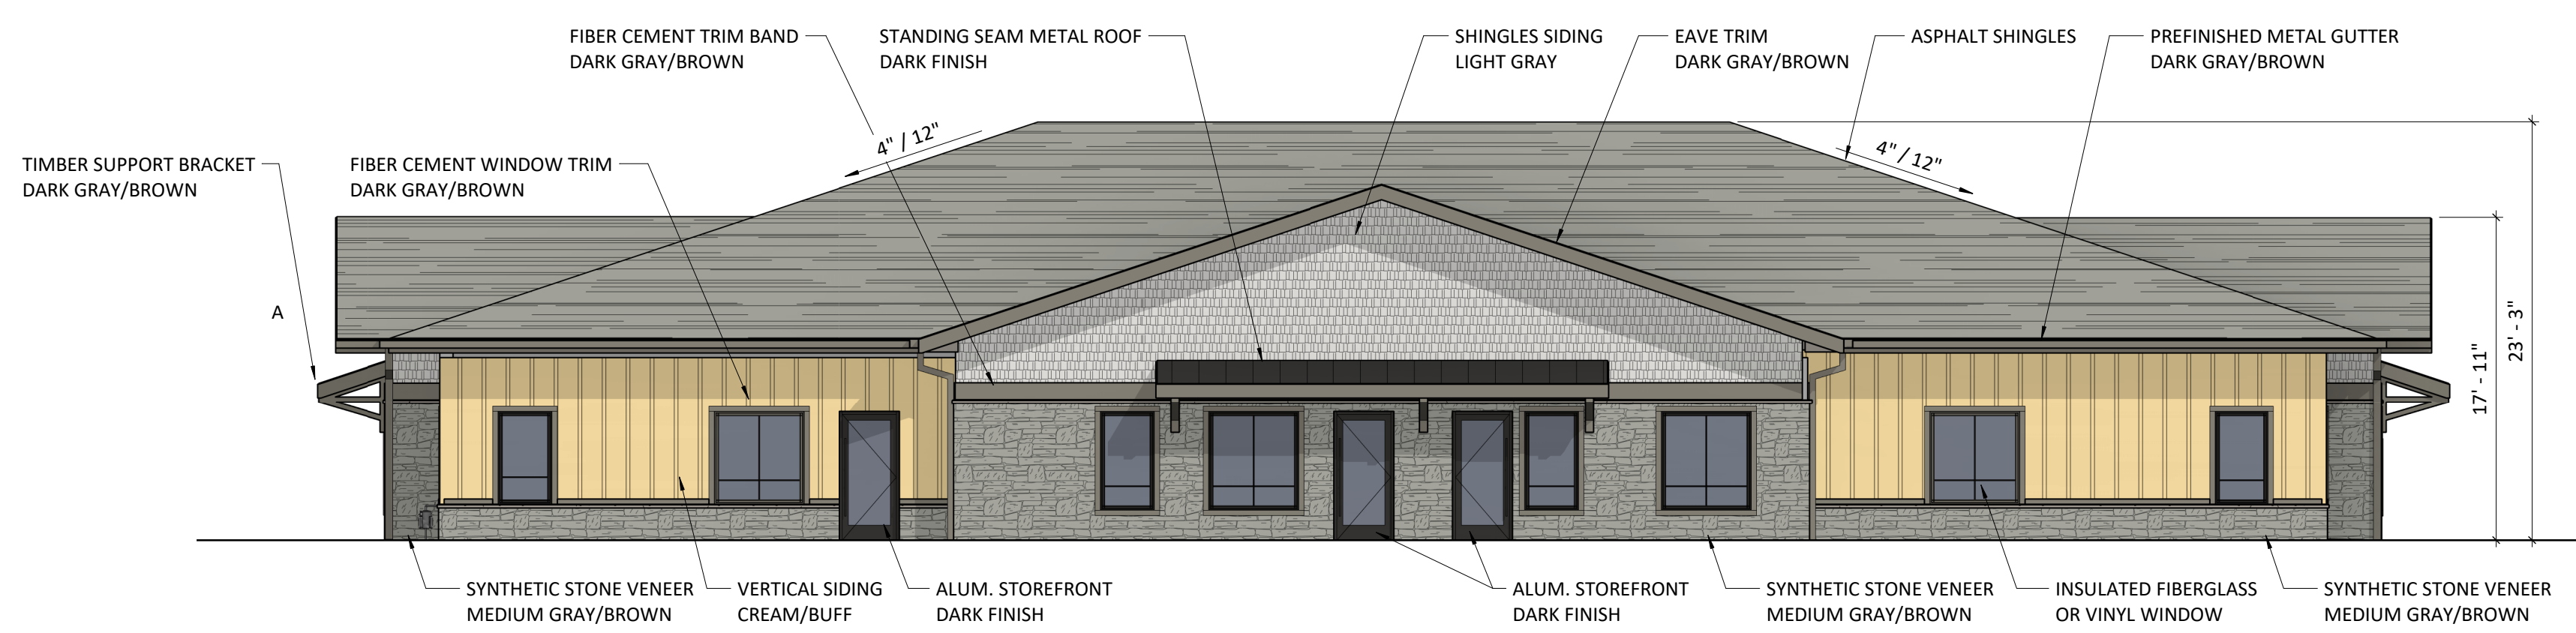 FIBER CEMENT TRIM BAND
DARK GRAY/BROWN
STANDING SEAM METAL ROOF
DARK FINISH
SHINGLES SIDING
LIGHT GRAY
EAVE TRIM
DARK GRAY/BROWN
ASPHALT SHINGLES
PREFINISHED METAL GUTTER
DARK GRAY/BROWN
TIMBER SUPPORT BRACKET
DARK GRAY/BROWN
FIBER CEMENT WINDOW TRIM
DARK GRAY/BROWN
4" / 12"
4" / 12"
A
17' - 11"
23' - 3"
SYNTHETIC STONE VENEER
MEDIUM GRAY/BROWN
VERTICAL SIDING
CREAM/BUFF
ALUM. STOREFRONT
DARK FINISH
ALUM. STOREFRONT
DARK FINISH
SYNTHETIC STONE VENEER
MEDIUM GRAY/BROWN
INSULATED FIBERGLASS
OR VINYL WINDOW
SYNTHETIC STONE VENEER
MEDIUM GRAY/BROWN